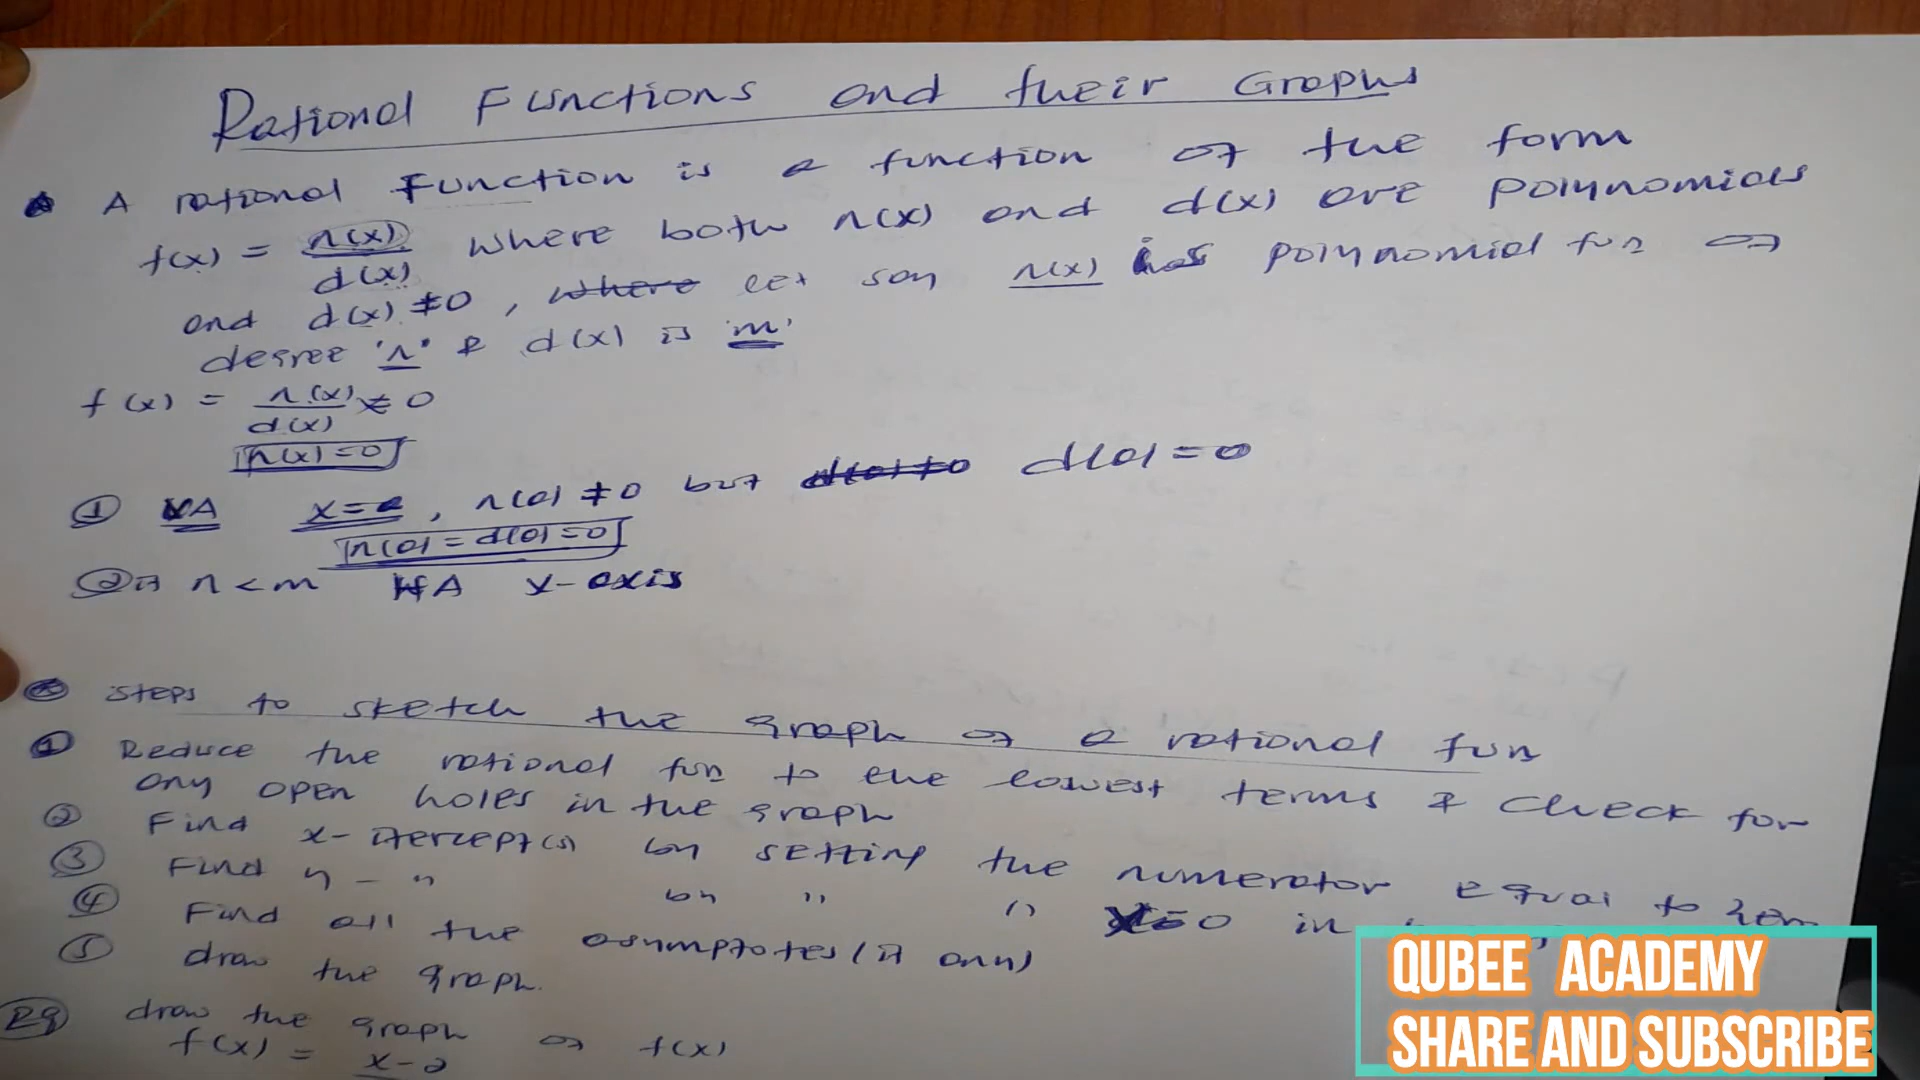 Rational Functions and their Graphs
A rational Function is a function of the form
f(x) = n(x)/d(x) where both n(x) and d(x) are polynomials
and d(x) ≠ 0, where let say n(x) has polynomial fun of
degree 'n' & d(x) is 'm'
f(x) = n(x)/d(x) ≠ 0
n(x) = 0
① VA x=a, n(a) ≠ 0 but d(a) ≠ 0 d(a) = 0
n(a) = d(a) = 0
② if n < m HA x-axis
steps to sketch the graph of a rational fun
① Reduce the rational fun to the lowest terms & check for
any open holes in the graph
② Find x-itercept(s) by setting the numerator equal to zero
③ Find y - " by " " x=0 in
④ Find all the asymptotes (if any)
⑤ draw the graph.
Eg draw the graph of f(x)
f(x) = x-2
QUBEE ACADEMY
SHARE AND SUBSCRIBE